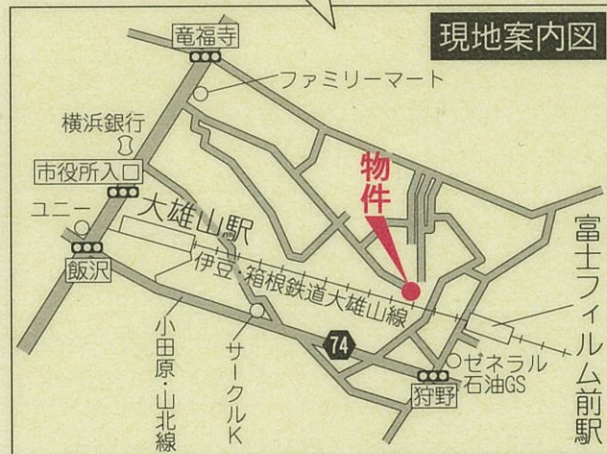 現地案内図
竜福寺
ファミリーマート
横浜銀行
市役所入口
ユニー
大雄山駅
飯沢
物件
伊豆・箱根鉄道大雄山線
富士フイルム前駅
小田原・山北線
サークルK
74
ゼネラル
石油GS
狩野